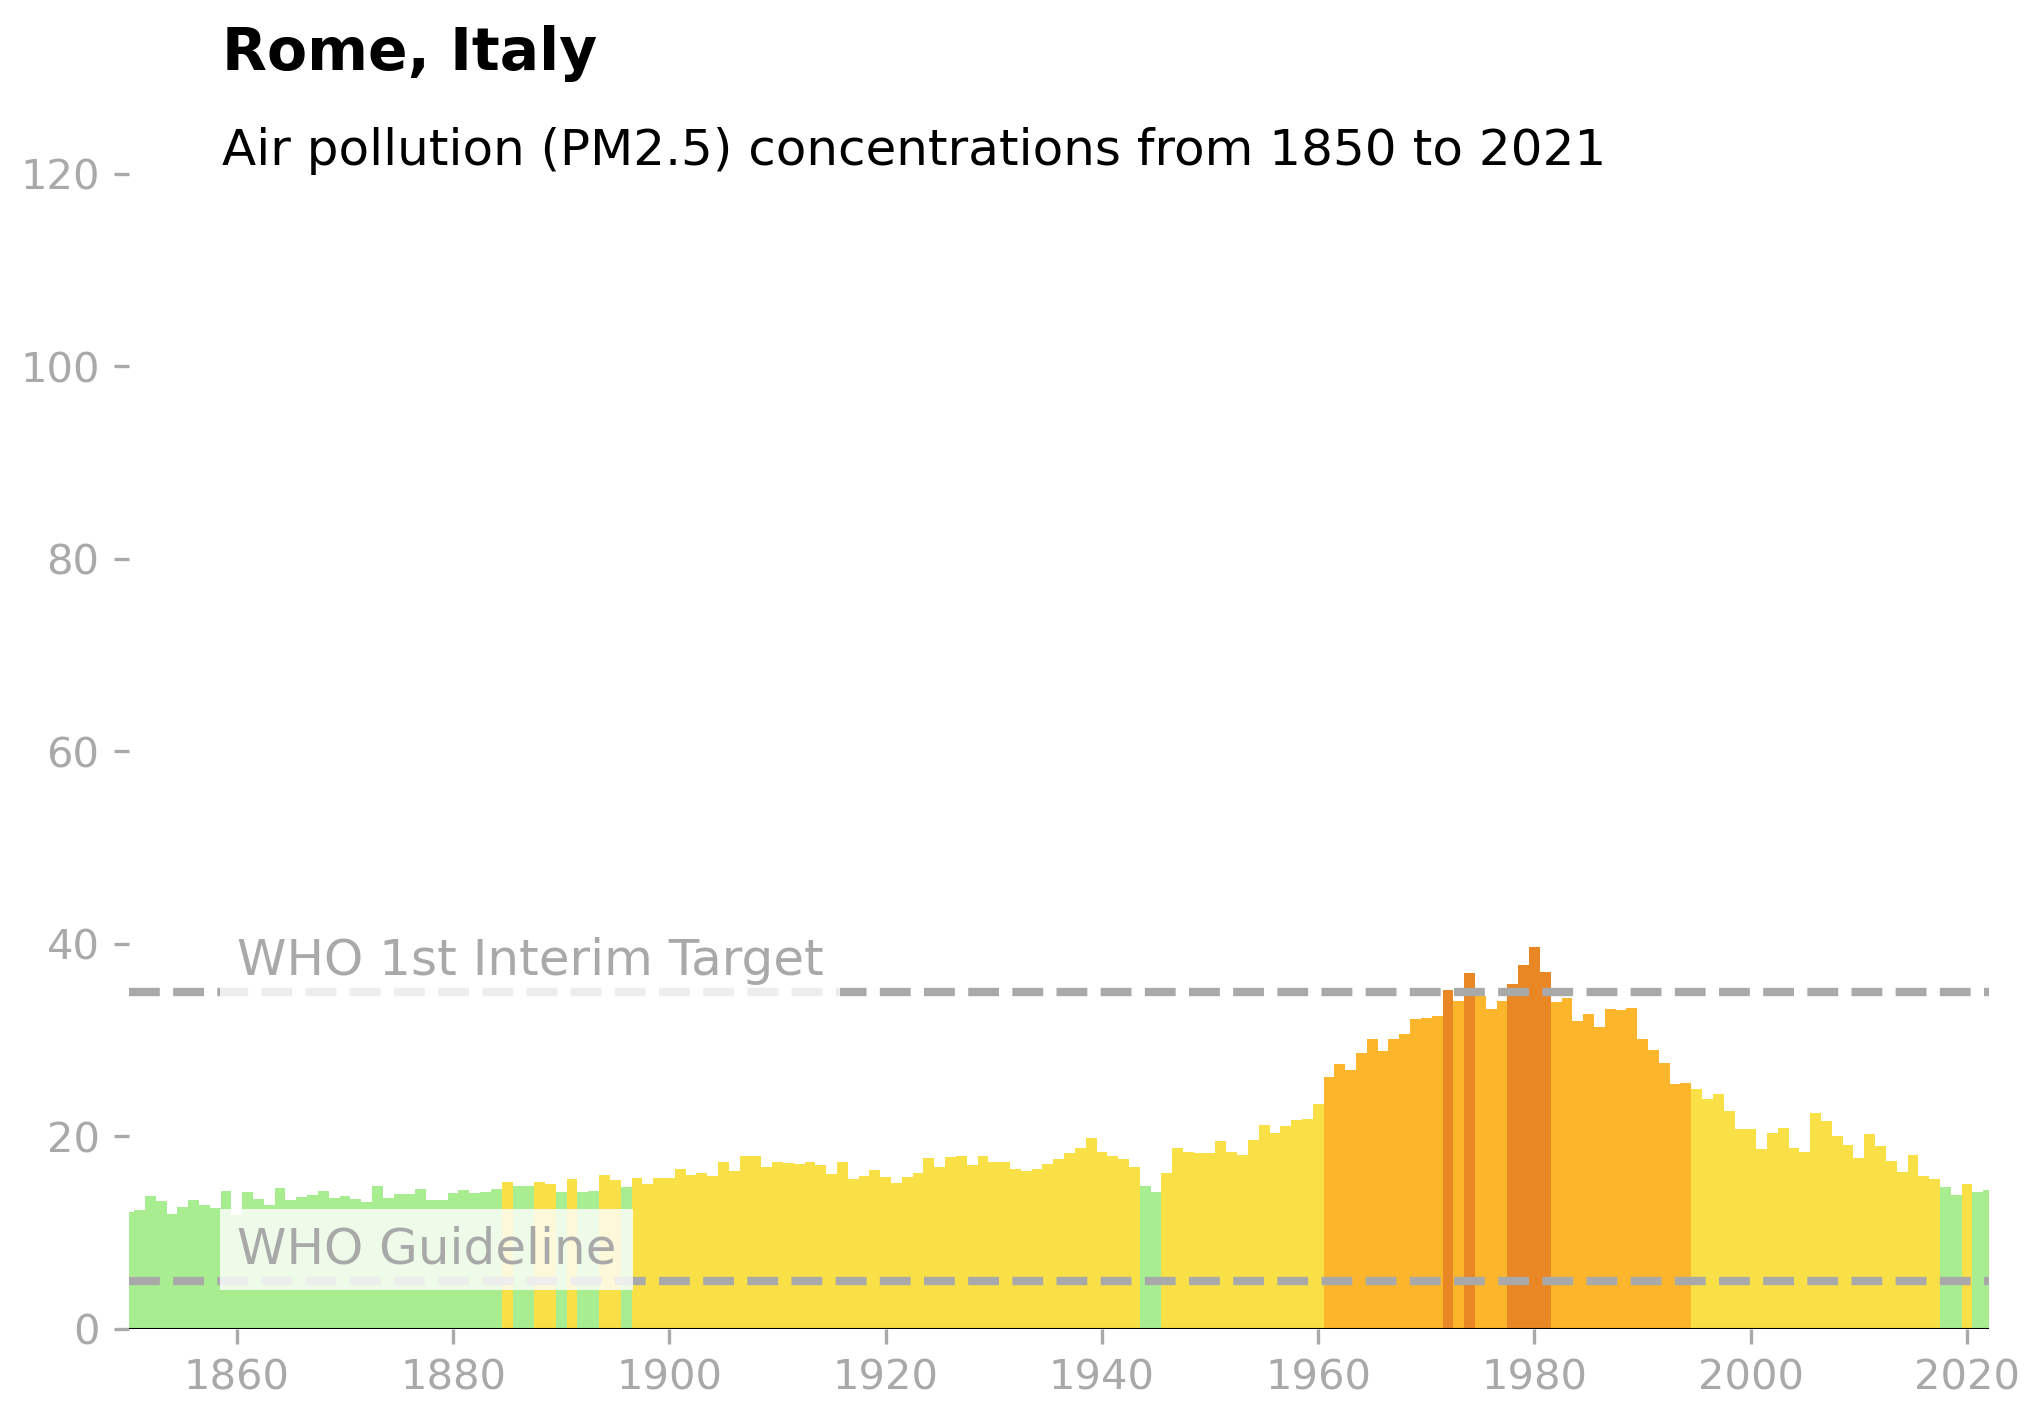 Rome, Italy
Air pollution (PM2.5) concentrations from 1850 to 2021
120
100
80
60
40
WHO 1st Interim Target
20
WHO Guideline
0
1860 1880 1900 1920 1940 1960 1980 2000 2020